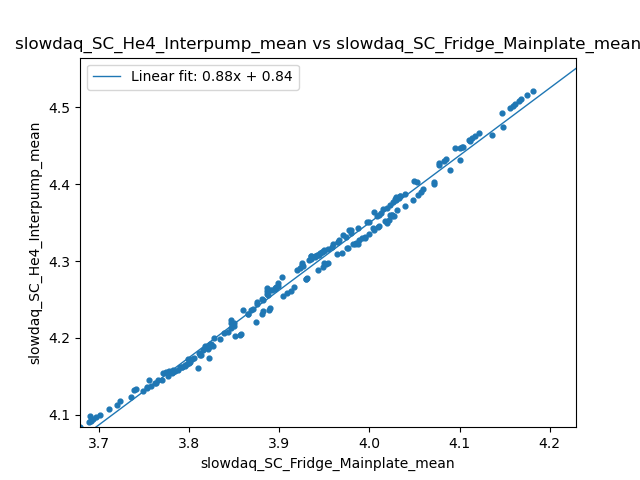 slowdaq_SC_He4_Interpump_mean vs slowdaq_SC_Fridge_Mainplate_mean
Linear fit: 0.88x + 0.84
slowdaq_SC_He4_Interpump_mean
4.5
4.4
4.3
4.2
4.1
3.7 3.8 3.9 4.0 4.1 4.2
slowdaq_SC_Fridge_Mainplate_mean